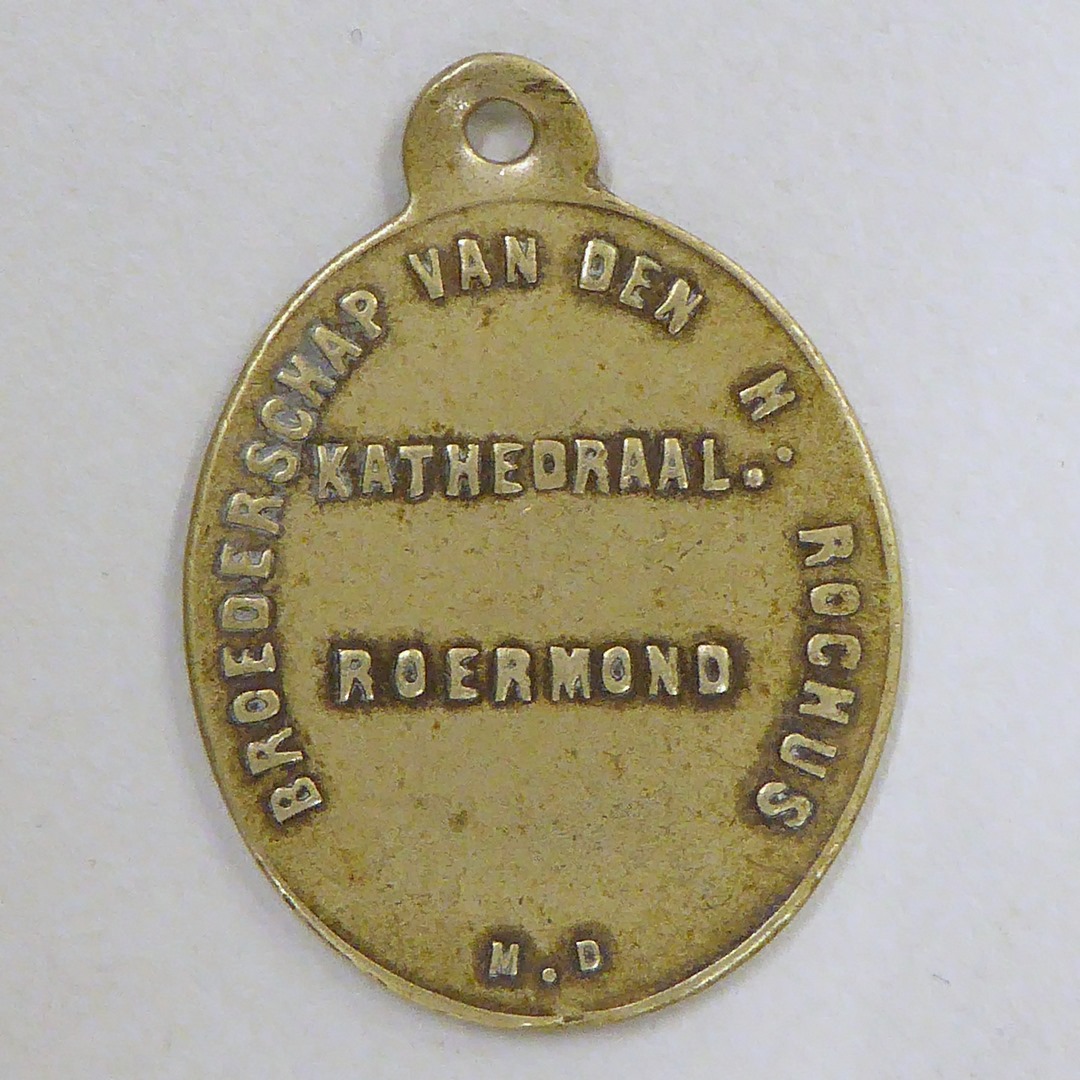 BROEDERSCHAP VAN DEN H. ROCHUS
KATHEDRAAL.
ROERMOND
M.D